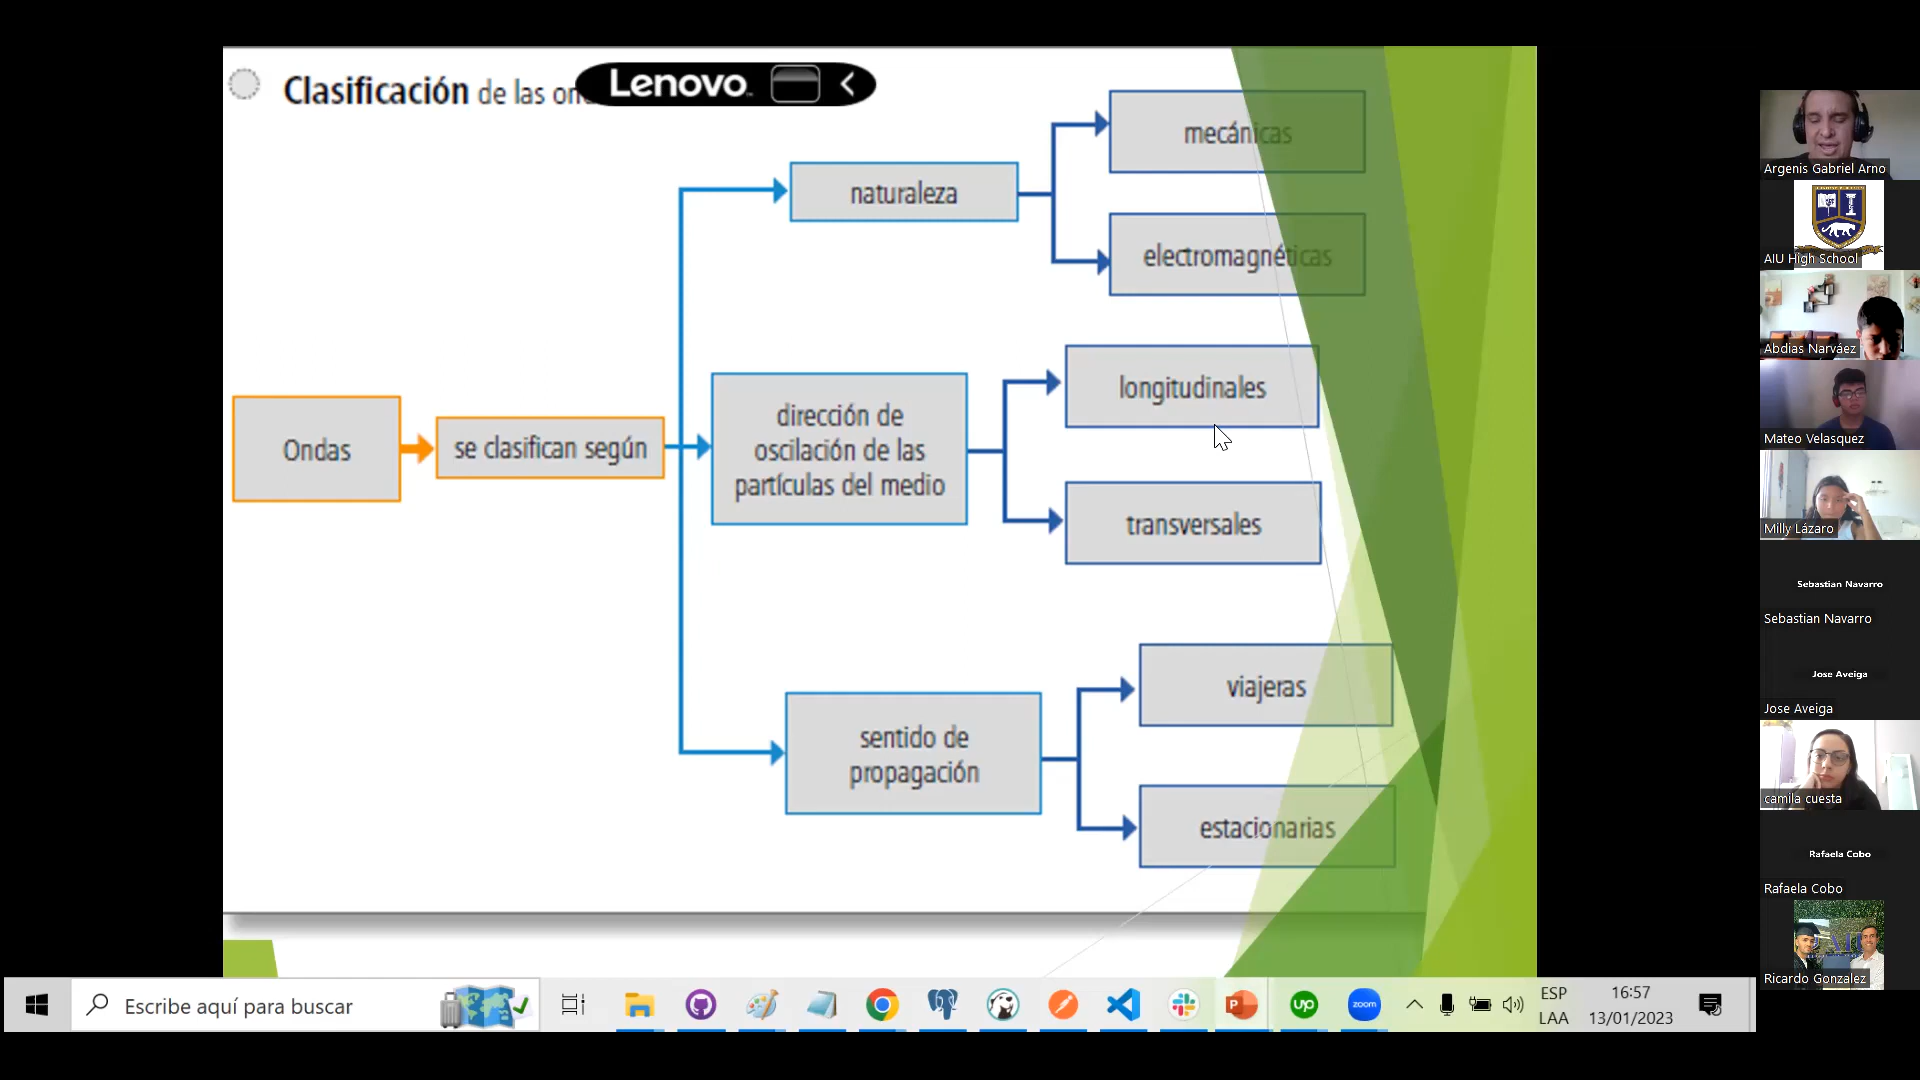 Clasificación de las on
Lenovo
mecánicas
naturaleza
electromagnéticas
longitudinales
dirección de
oscilación de las
partículas del medio
Ondas
se clasifican según
transversales
viajeras
sentido de
propagación
estacionarias
Argenis Gabriel Arno
AIU High School
Abdias Narváez
Mateo Velasquez
Milly Lázaro
Sebastian Navarro
Sebastian Navarro
Jose Aveiga
Jose Aveiga
camila cuesta
Rafaela Cobo
Rafaela Cobo
Ricardo Gonzalez
Escribe aquí para buscar
up
zoom
ESP
LAA
16:57
13/01/2023